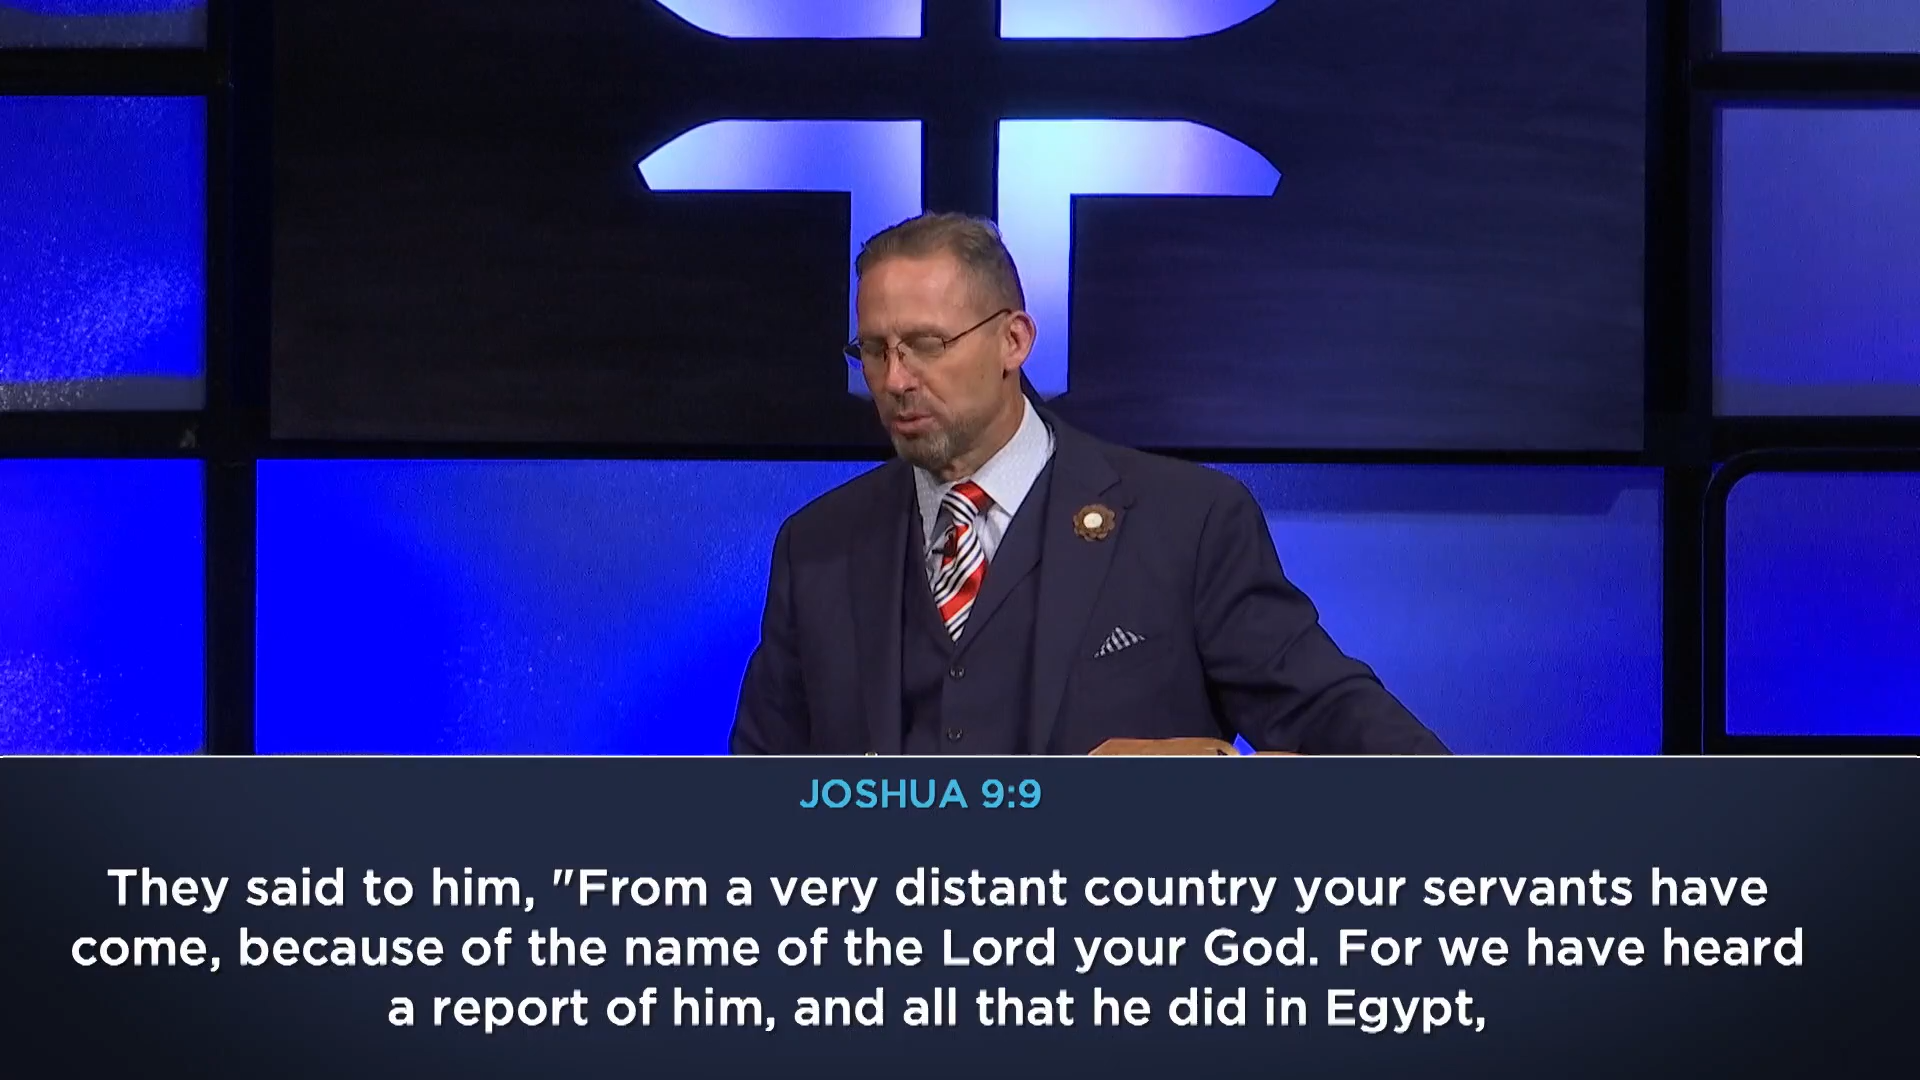 JOSHUA 9:9
They said to him, "From a very distant country your servants have
come, because of the name of the Lord your God. For we have heard
a report of him, and all that he did in Egypt,